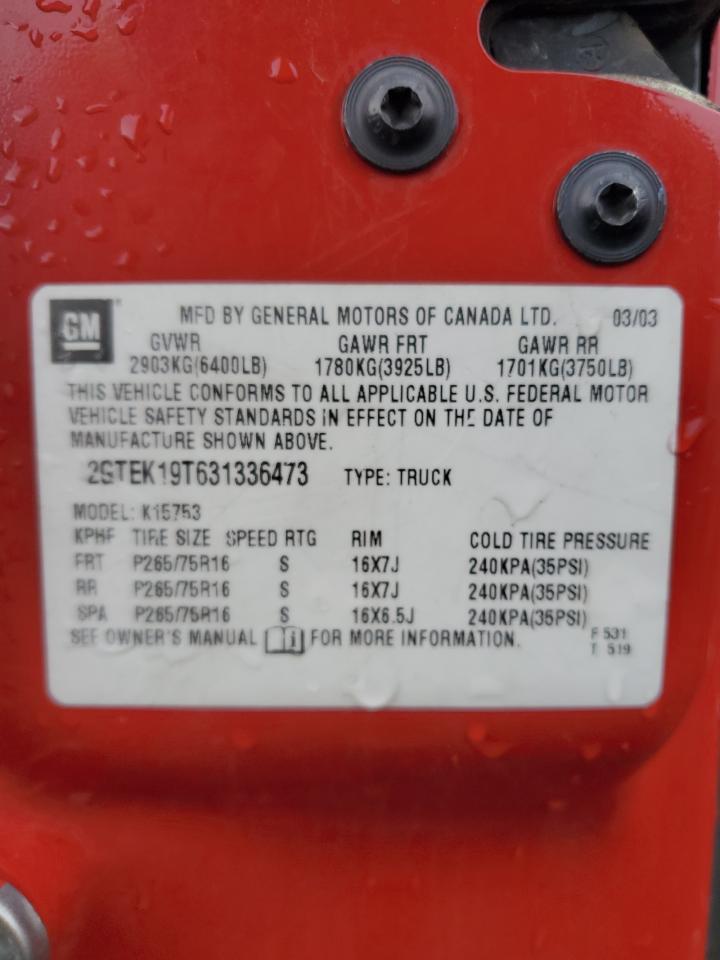 GM MFD BY GENERAL MOTORS OF CANADA LTD. 03/03
GVWR GAWR FRT GAWR RR
2903KG(6400LB) 1780KG(3925LB) 1701KG(3750LB)
THIS VEHICLE CONFORMS TO ALL APPLICABLE U.S. FEDERAL MOTOR
VEHICLE SAFETY STANDARDS IN EFFECT ON THE DATE OF
MANUFACTURE SHOWN ABOVE.
2GTEK19T631336473 TYPE: TRUCK
MODEL: K15753
KPHF TIRE SIZE SPEED RTG RIM COLD TIRE PRESSURE
FRT P265/75R16 S 16X7J 240KPA(35PSI)
RR P265/75R16 S 16X7J 240KPA(35PSI)
SPA P265/75R16 S 16X6.5J 240KPA(35PSI)
SEE OWNER'S MANUAL i FOR MORE INFORMATION.
F 531
T 519